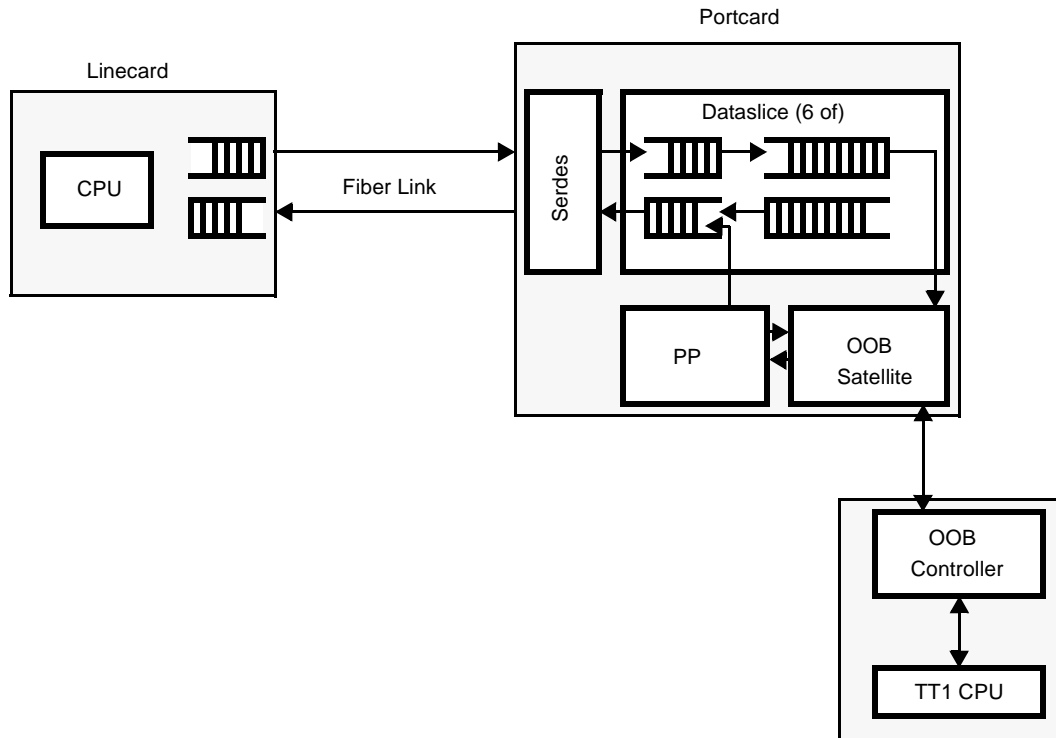 Portcard
Linecard
Dataslice (6 of)
CPU
Fiber Link
Serdes
PP
OOB
Satellite
OOB
Controller
TT1 CPU